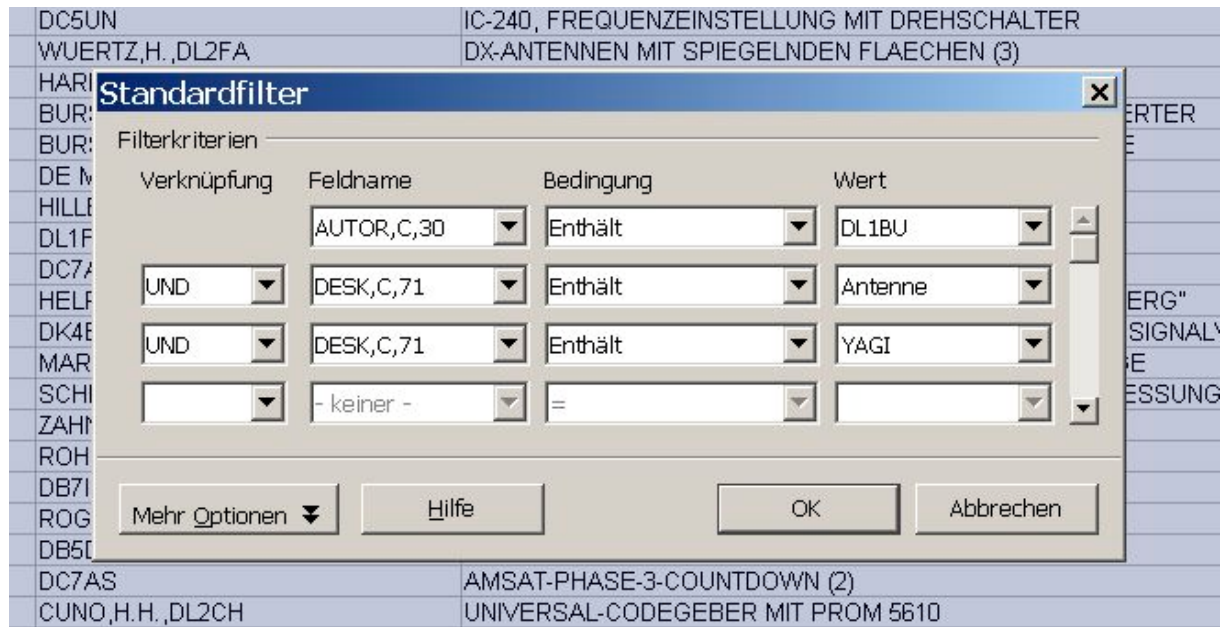 DC5UN IC-240, FREQUENZEINSTELLUNG MIT DREHSCHALTER
WUERTZ,H.,DL2FA DX-ANTENNEN MIT SPIEGELNDEN FLAECHEN (3)
Standardfilter
Filterkriterien
Verknüpfung Feldname Bedingung Wert
AUTOR,C,30 Enthält DL1BU
UND DESK,C,71 Enthält Antenne
UND DESK,C,71 Enthält YAGI
- keiner - =
Mehr Optionen Hilfe OK Abbrechen
DC7AS AMSAT-PHASE-3-COUNTDOWN (2)
CUNO,H.H.,DL2CH UNIVERSAL-CODEGEBER MIT PROM 5610